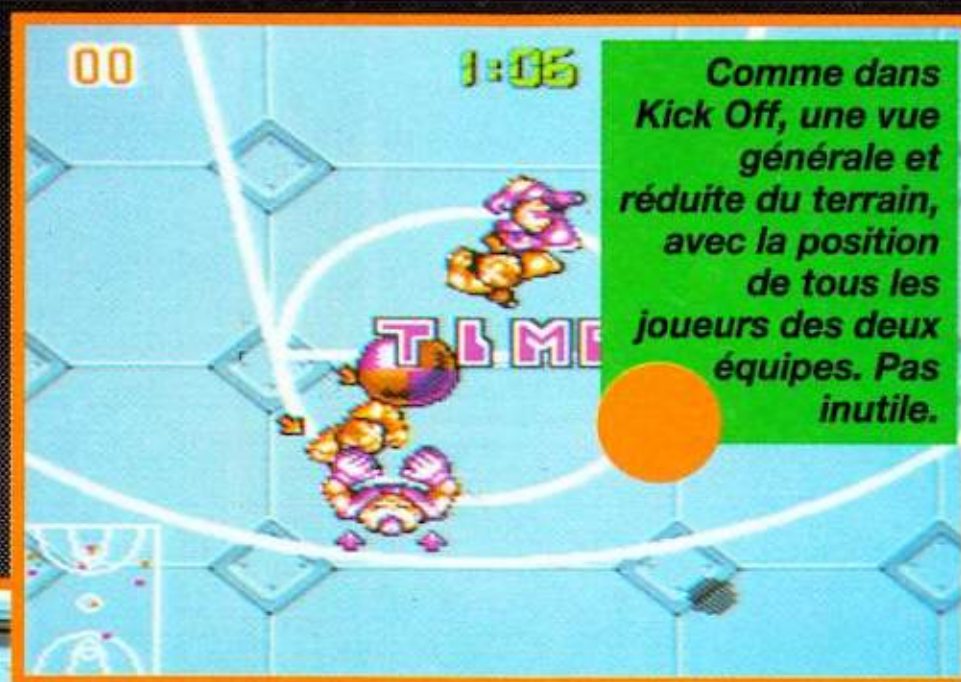 00
1:06
TIME
Comme dans
Kick Off, une vue
générale et
réduite du terrain,
avec la position
de tous les
joueurs des deux
équipes. Pas
inutile.